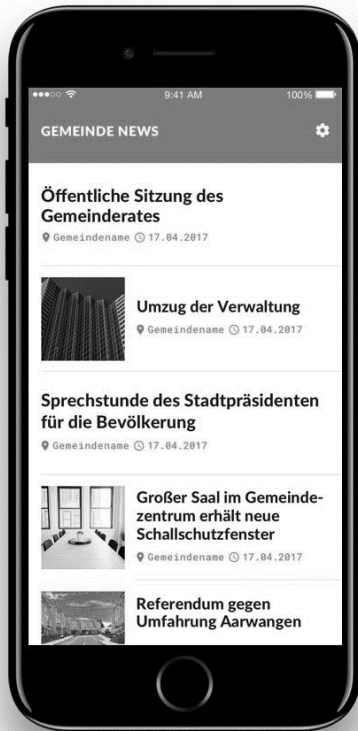 9:41 AM 100%
GEMEINDE NEWS
Öffentliche Sitzung des
Gemeinderates
Gemeindename 17.04.2017
Umzug der Verwaltung
Gemeindename 17.04.2017
Sprechstunde des Stadtpräsidenten
für die Bevölkerung
Gemeindename 17.04.2017
Großer Saal im Gemeinde-
zentrum erhält neue
Schallschutzfenster
Gemeindename 17.04.2017
Referendum gegen
Umfahrung Aarwangen